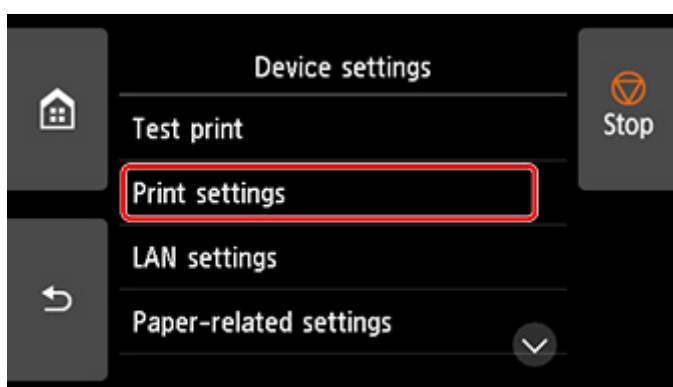 Device settings
Stop
Test print
Print settings
LAN settings
Paper-related settings